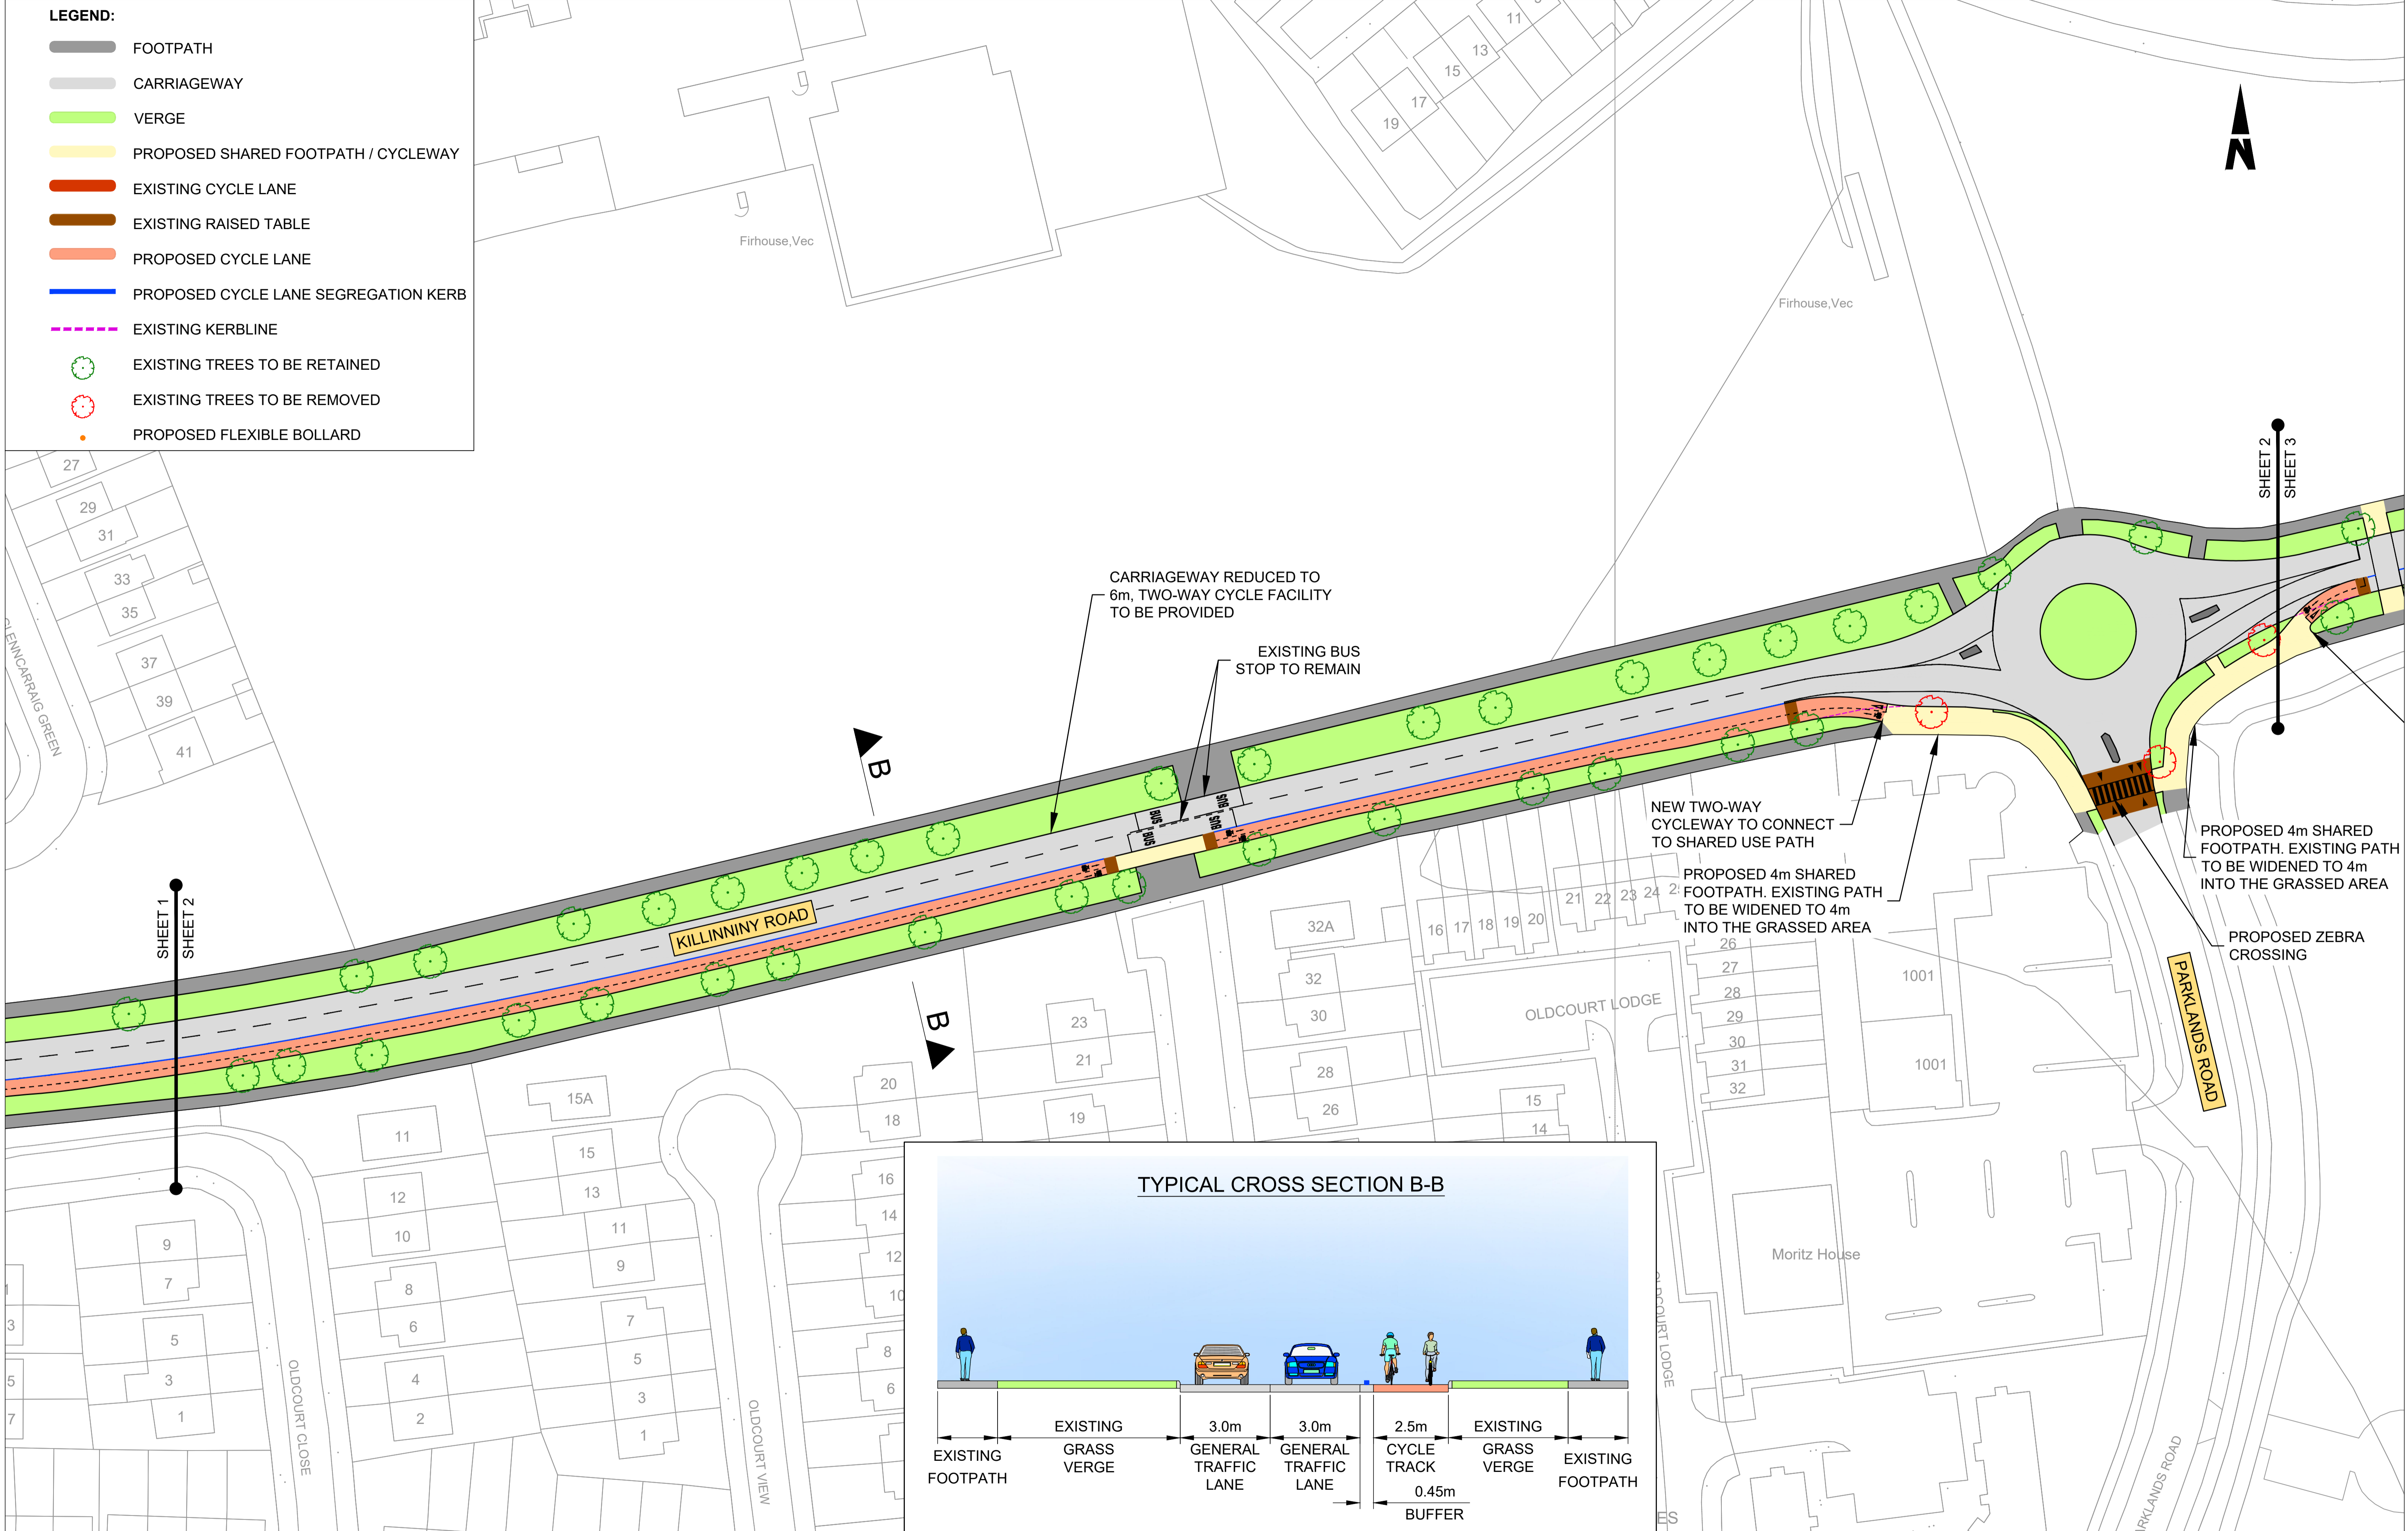 LEGEND:
FOOTPATH
CARRIAGEWAY
VERGE
PROPOSED SHARED FOOTPATH / CYCLEWAY
EXISTING CYCLE LANE
EXISTING RAISED TABLE
PROPOSED CYCLE LANE
PROPOSED CYCLE LANE SEGREGATION KERB
EXISTING KERBLINE
EXISTING TREES TO BE RETAINED
EXISTING TREES TO BE REMOVED
PROPOSED FLEXIBLE BOLLARD
11
13
15
17
19
N
Firhouse,Vec
Firhouse,Vec
27
29
31
33
35
37
39
41
GLENNCARRAIG GREEN
SHEET 1
SHEET 2
SHEET 2
SHEET 3
CARRIAGEWAY REDUCED TO
6m, TWO-WAY CYCLE FACILITY
TO BE PROVIDED
EXISTING BUS
STOP TO REMAIN
B
B
BUS
BUS
BUS
BUS
KILLINNINY ROAD
NEW TWO-WAY
CYCLEWAY TO CONNECT
TO SHARED USE PATH
PROPOSED 4m SHARED
FOOTPATH. EXISTING PATH
TO BE WIDENED TO 4m
INTO THE GRASSED AREA
PROPOSED 4m SHARED
FOOTPATH. EXISTING PATH
TO BE WIDENED TO 4m
INTO THE GRASSED AREA
PROPOSED ZEBRA
CROSSING
PARKLANDS ROAD
32A
32
30
28
26
16
17
18
19
20
21
22
23
24
26
27
28
29
30
31
32
1001
1001
OLDCOURT LODGE
15
14
23
21
19
20
18
16
14
12
10
8
6
15A
15
13
11
9
7
5
3
1
11
12
10
8
6
4
2
9
7
5
3
1
1
3
5
7
OLDCOURT CLOSE
OLDCOURT VIEW
OLDCOURT LODGE
Moritz House
PARKLANDS ROAD
ES
TYPICAL CROSS SECTION B-B
EXISTING
FOOTPATH
EXISTING
GRASS
VERGE
3.0m
GENERAL
TRAFFIC
LANE
3.0m
GENERAL
TRAFFIC
LANE
2.5m
CYCLE
TRACK
0.45m
BUFFER
EXISTING
GRASS
VERGE
EXISTING
FOOTPATH